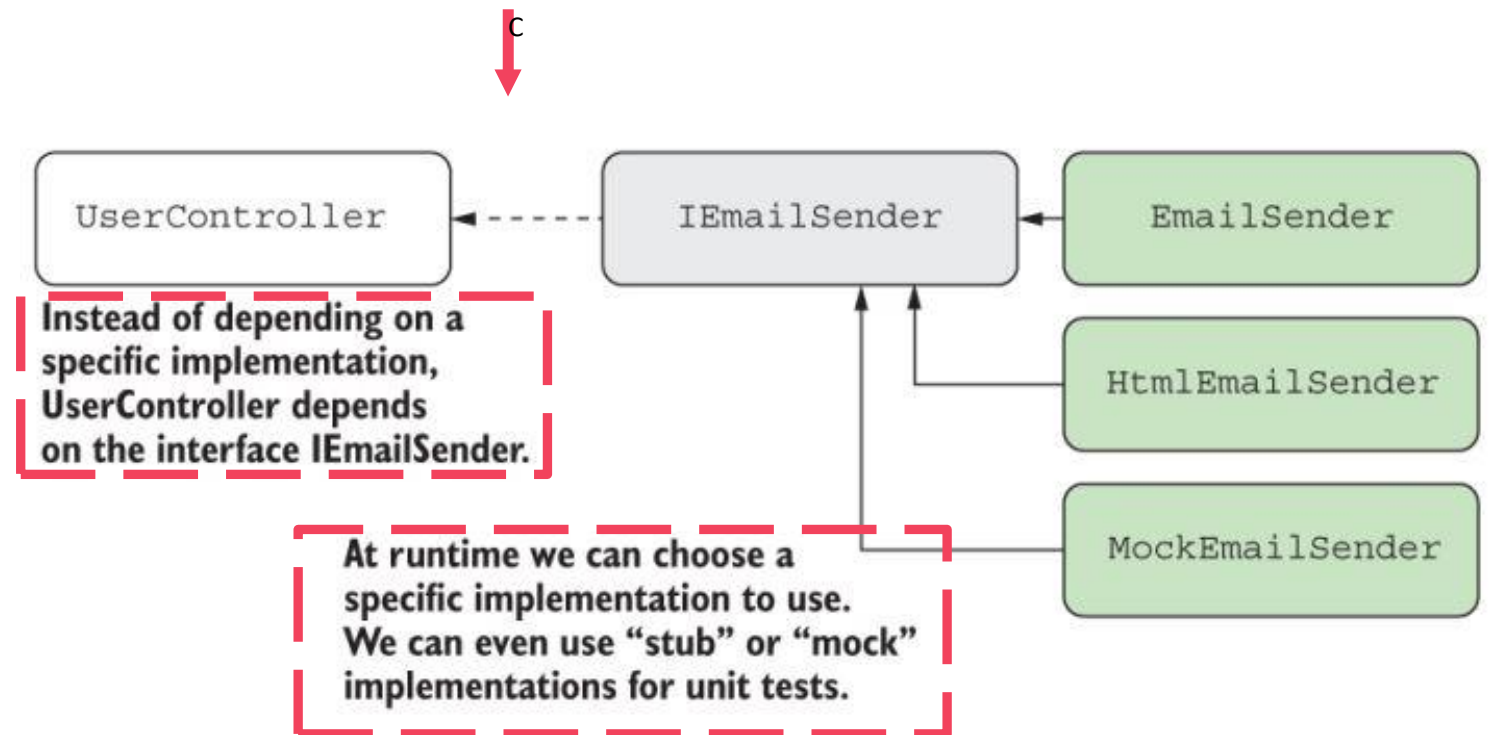 C
UserController
IEmailSender
EmailSender
Instead of depending on a
specific implementation,
UserController depends
on the interface IEmailSender.
HtmlEmailSender
MockEmailSender
At runtime we can choose a
specific implementation to use.
We can even use “stub” or “mock”
implementations for unit tests.